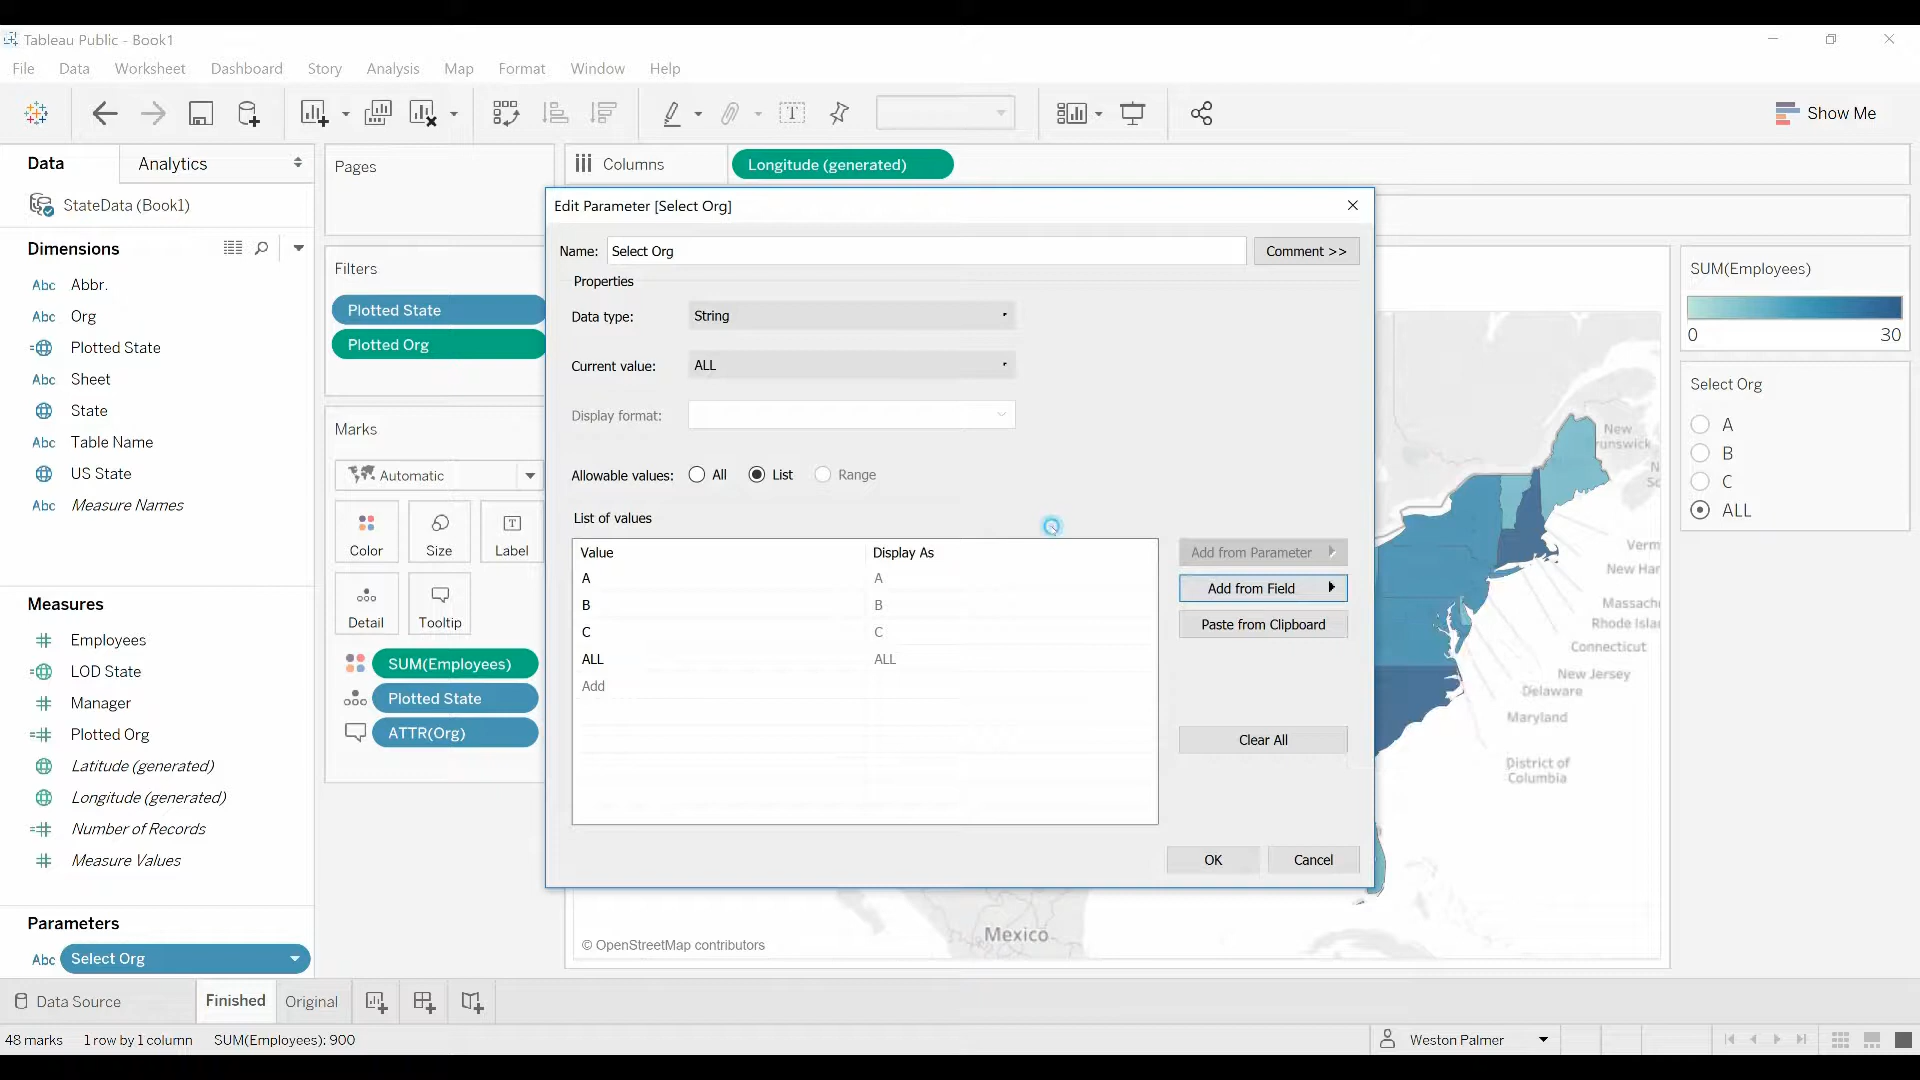 Tableau Public - Book1
File Data Worksheet Dashboard Story Analysis Map Format Window Help
Show Me
Data
Analytics
StateData (Book1)
Dimensions
Abc Abbr.
Abc Org
Plotted State
Abc Sheet
State
Abc Table Name
US State
Abc Measure Names
Measures
Employees
LOD State
Manager
Plotted Org
Latitude (generated)
Longitude (generated)
Number of Records
Measure Values
Parameters
Abc Select Org
Pages
Filters
Plotted State
Plotted Org
Marks
Automatic
Color Size Label
Detail Tooltip
SUM(Employees)
Plotted State
ATTR(Org)
Columns
Longitude (generated)
Edit Parameter [Select Org]
Name: Select Org
Comment >>
Properties
Data type: String
Current value: ALL
Display format:
Allowable values: All List Range
List of values
Value Display As
A A
B B
C C
ALL ALL
Add
Add from Parameter
Add from Field
Paste from Clipboard
Clear All
OK Cancel
New
Verm
New Har
Massach
Rhode Islar
Connecticut
New Jersey
Delaware
Maryland
District of
Columbia
Mexico
© OpenStreetMap contributors
SUM(Employees)
0 30
Select Org
A
B
C
ALL
Data Source Finished Original
48 marks 1 row by 1 column SUM(Employees): 900
Weston Palmer